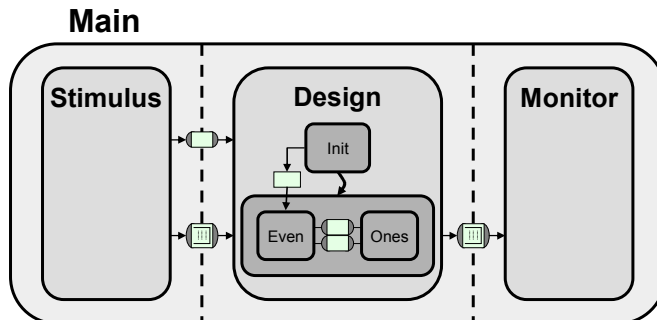 Main
Stimulus
Design
Monitor
Init
Even
Ones